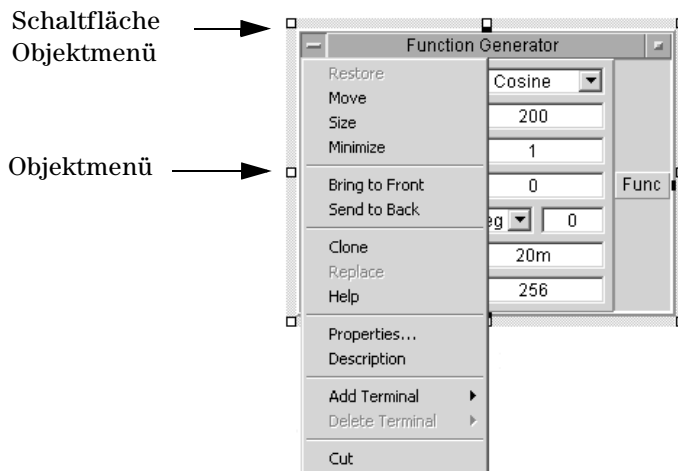 Schaltfläche
Objektmenü
Function Generator
Restore
Move
Size
Minimize
Bring to Front
Send to Back
Clone
Replace
Help
Properties...
Description
Add Terminal
Delete Terminal
Cut
Cosine
200
1
0
eg
0
20m
256
Func
Objektmenü